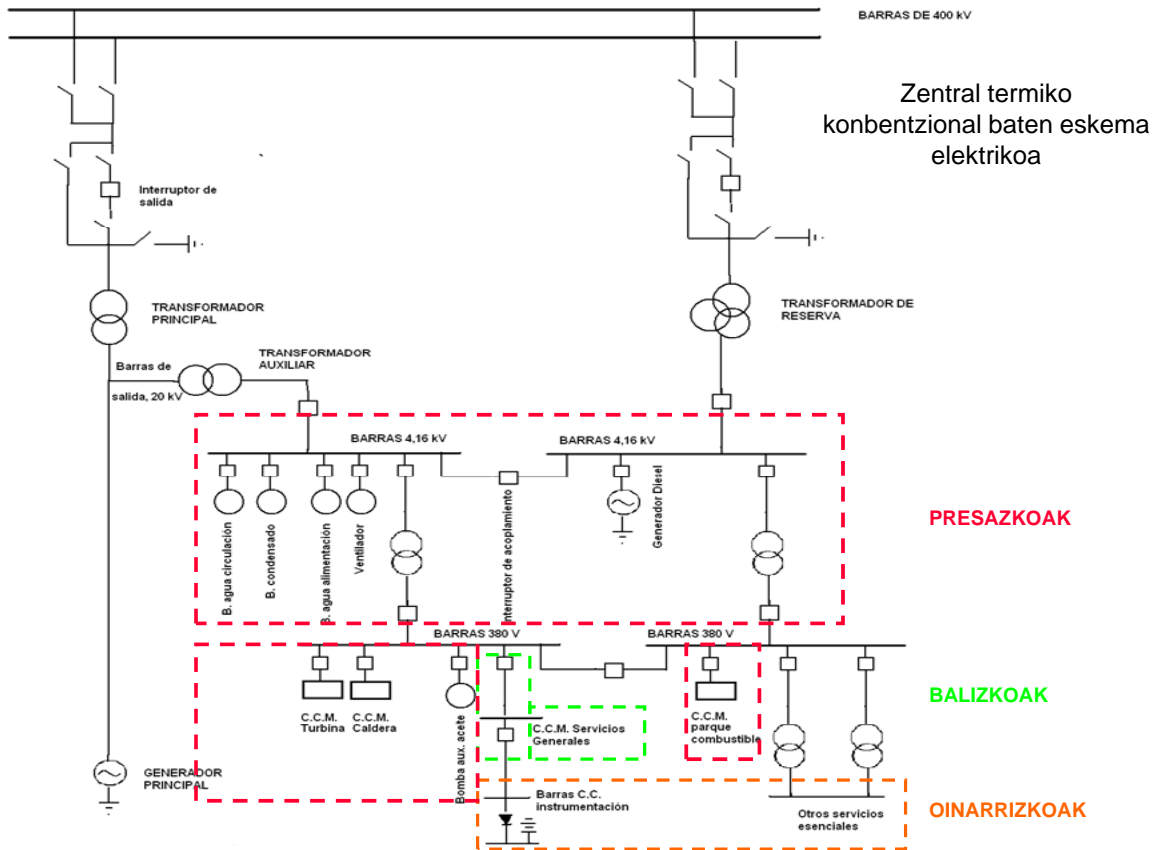 BARRAS DE 400 kV
Zentral termiko
konbentzional baten eskema
elektrikoa
Interruptor de
salida
TRANSFORMADOR
PRINCIPAL
TRANSFORMADOR DE
RESERVA
TRANSFORMADOR
AUXILIAR
Barras de
salida, 20 kV
BARRAS 4,16 kV
BARRAS 4,16 kV
B. agua circulación
B. condensado
B. agua alimentación
Ventilador
Interruptor de acoplamiento
Generador Diesel
PRESAZKOAK
BARRAS 380 V
BARRAS 380 V
C.C.M.
Turbina
C.C.M.
Caldera
Bomba aux. acete
C.C.M. Servicios
Generales
C.C.M.
parque
combustible
BALIZKOAK
GENERADOR
PRINCIPAL
Barras C.C.
instrumentación
Otros servicios
esenciales
OINARRIZKOAK